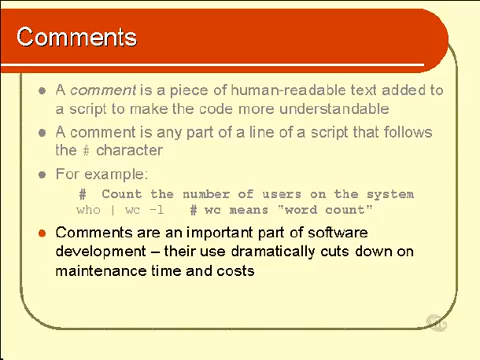 Comments
A comment is a piece of human-readable text added to
a script to make the code more understandable
A comment is any part of a line of a script that follows
the # character
For example:
# Count the number of users on the system
who | wc -l # wc means "word count"
Comments are an important part of software
development – their use dramatically cuts down on
maintenance time and costs